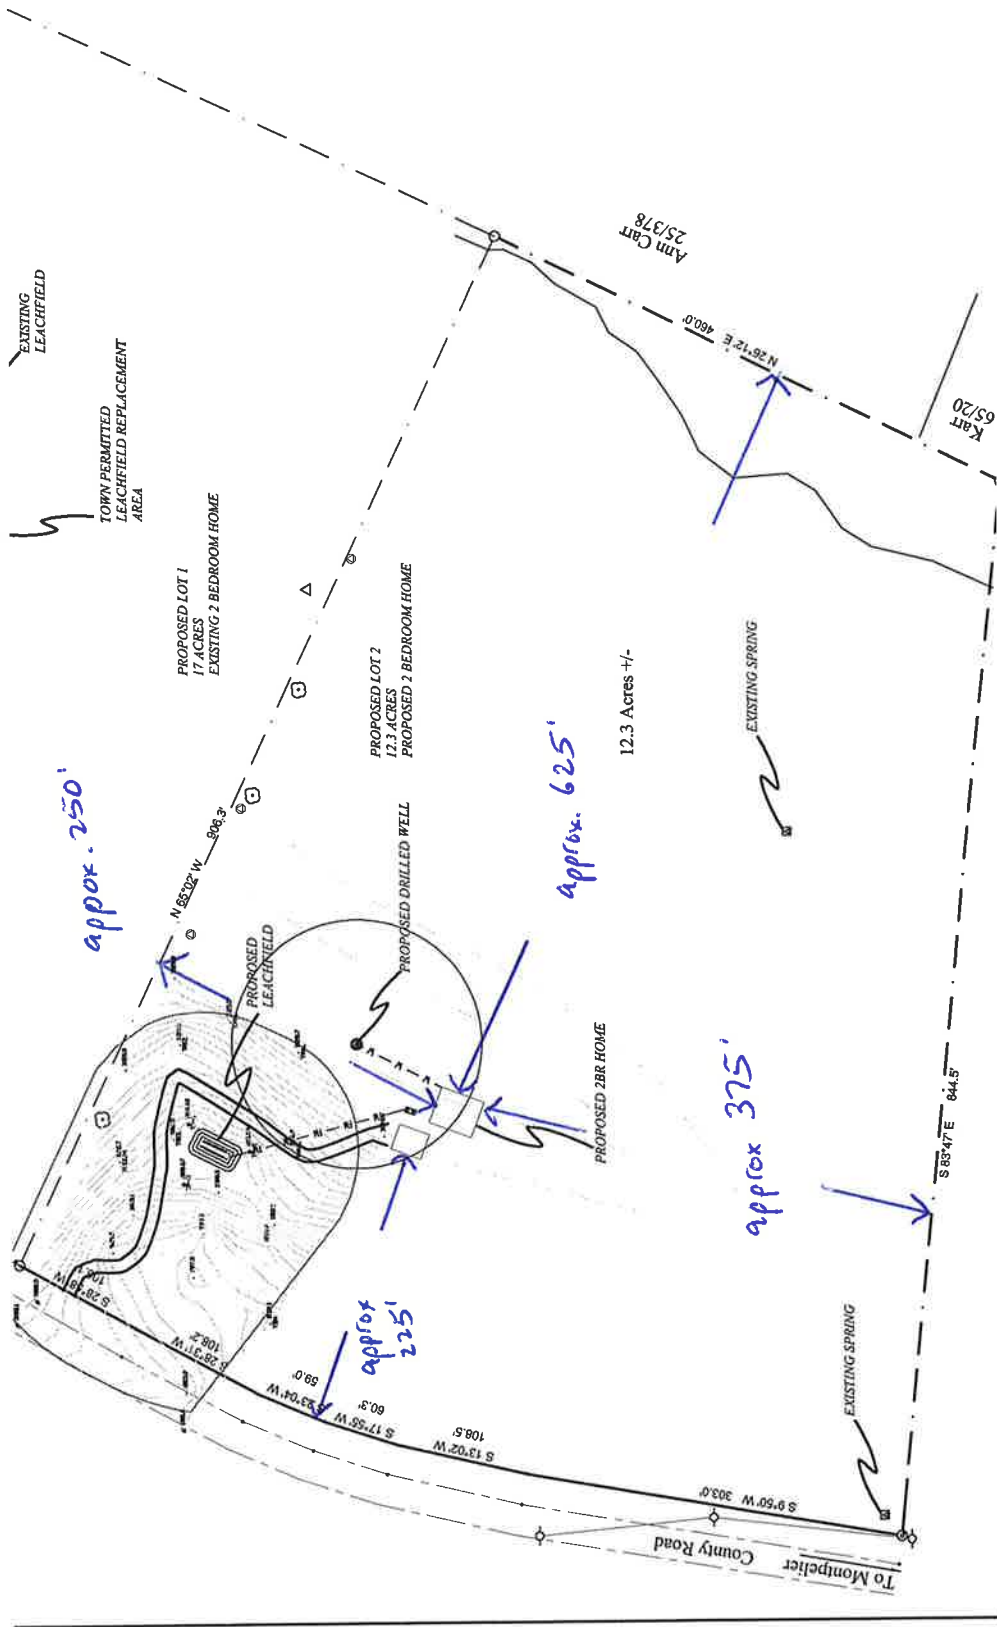 EXISTING
LEACHFIELD
TOWN PERMITTED
LEACHFIELD REPLACEMENT
AREA
PROPOSED LOT 1
17 ACRES
EXISTING 2 BEDROOM HOME
Ann Carr
25/378
N 26°12' E 460.0'
Karr
65/20
approx. 250'
N 65°02' W 906.3'
PROPOSED LOT 2
12.3 ACRES
PROPOSED 2 BEDROOM HOME
12.3 Acres +/-
approx. 625'
EXISTING SPRING
PROPOSED
LEACHFIELD
PROPOSED DRILLED WELL
PROPOSED 2BR HOME
approx 375'
S 83°47' E 844.5'
S 28°31' W
108.2'
S 23°04' W
59.0'
S 17°55' W
60.3'
S 13°02' W
108.5'
S 9°50' W 303.0'
approx
225'
EXISTING SPRING
County Road
To Montpelier